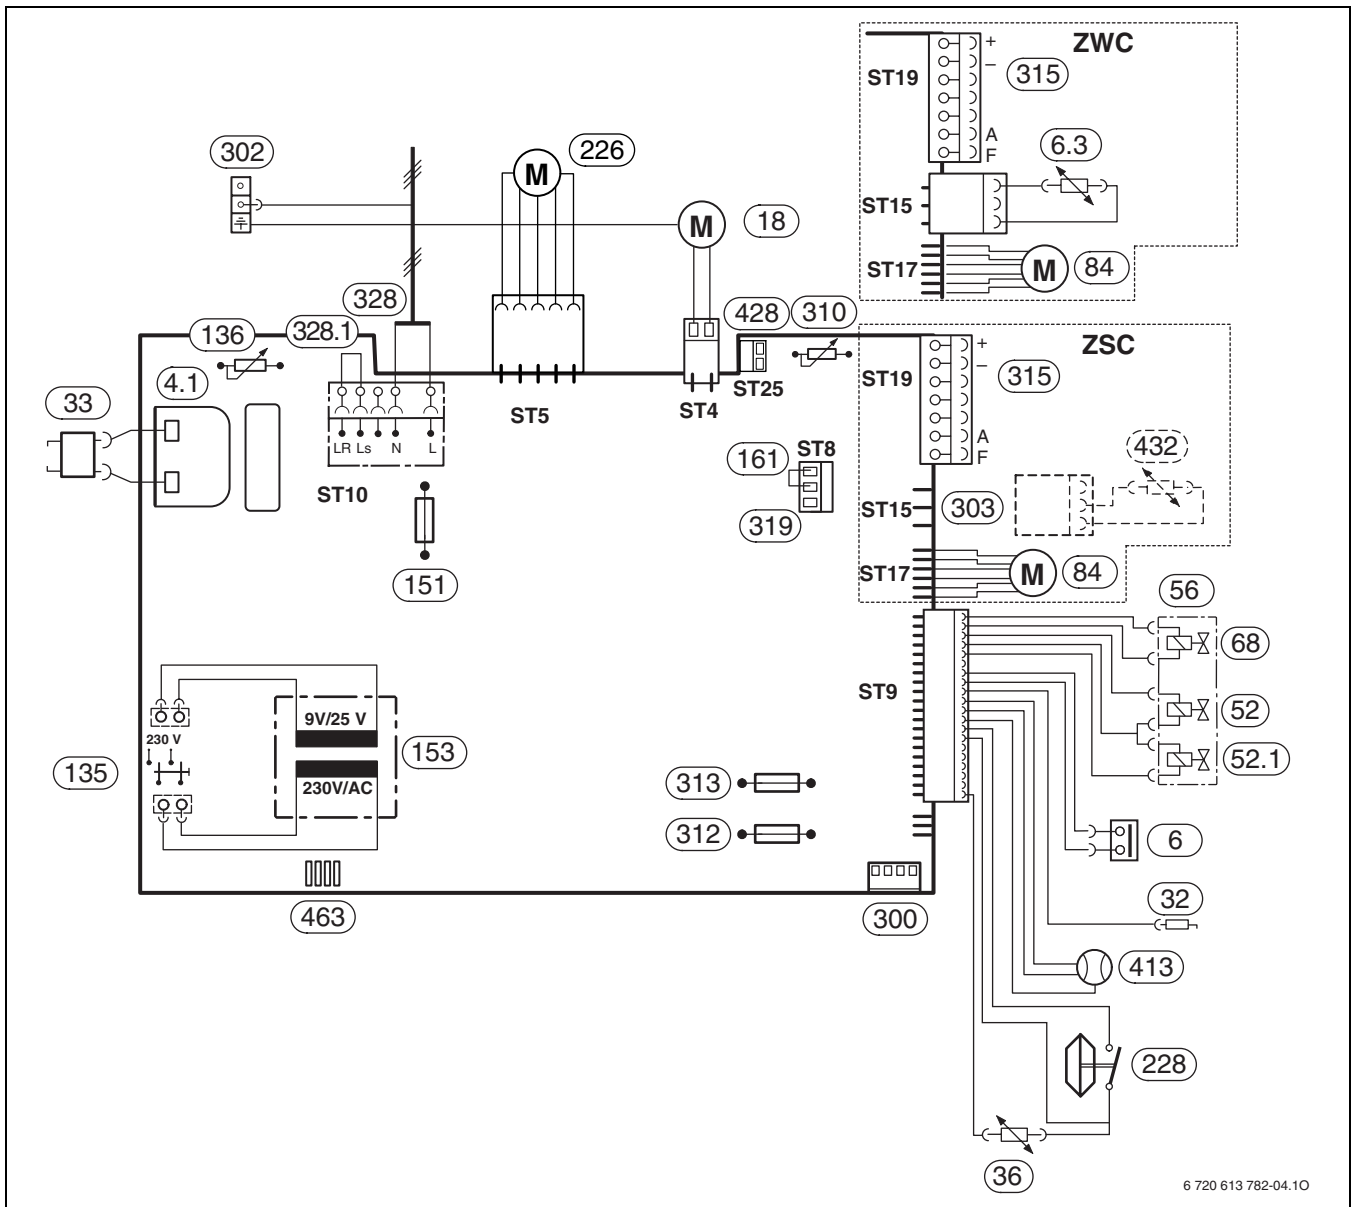 ZWC
+
–
ST19
315
A
F
6.3
ST15
ST17
M
84
302
M
226
M
18
328
428
310
136
328.1
4.1
33
ST5
ST4
ST25
LR
Ls
N
L
ST10
151
161
ST8
319
ZSC
+
–
ST19
315
A
F
432
ST15
303
ST17
M
84
56
68
52
52.1
ST9
9V/25 V
230 V
153
135
230V/AC
313
312
6
463
300
32
413
228
36
6 720 613 782-04.1O